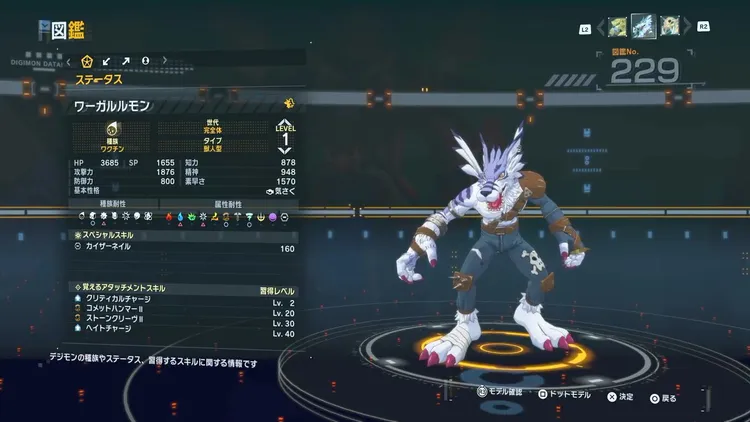 図鑑
DIGIMON DATA
L2
R2
図鑑No.
229
ステータス
ワーガルルモン
種族
ワクチン
世代
完全体
タイプ
獣人型
LEVEL
1
HP 3685 SP 1655 知力 878
攻撃力 1876 精神 948
防御力 800 素早さ 1570
基本性格 気さく
種族耐性 属性耐性
スペシャルスキル
カイザーネイル 160
覚えるアタッチメントスキル 習得レベル
クリティカルチャージ Lv. 2
コメットハンマーⅡ Lv. 20
ストーンクリーヴⅡ Lv. 30
ヘイトチャージ Lv. 40
デジモンの種族やステータス、習得するスキルに関する情報です
R3 モデル確認 ドットモデル 決定 戻る